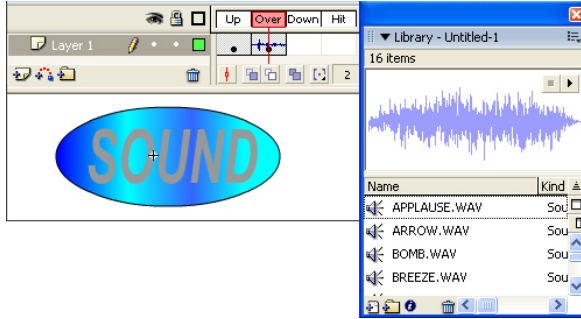 Up Over Down Hit
Layer 1
2
SOUND
Library - Untitled-1
16 items
Name Kind
APPLAUSE.WAV Sou
ARROW.WAV Sou
BOMB.WAV Sou
BREEZE.WAV Sou